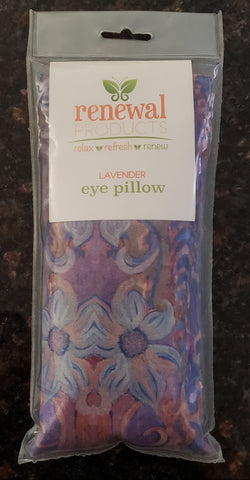 renewal
PRODUCTS
relax refresh renew
LAVENDER
eye pillow